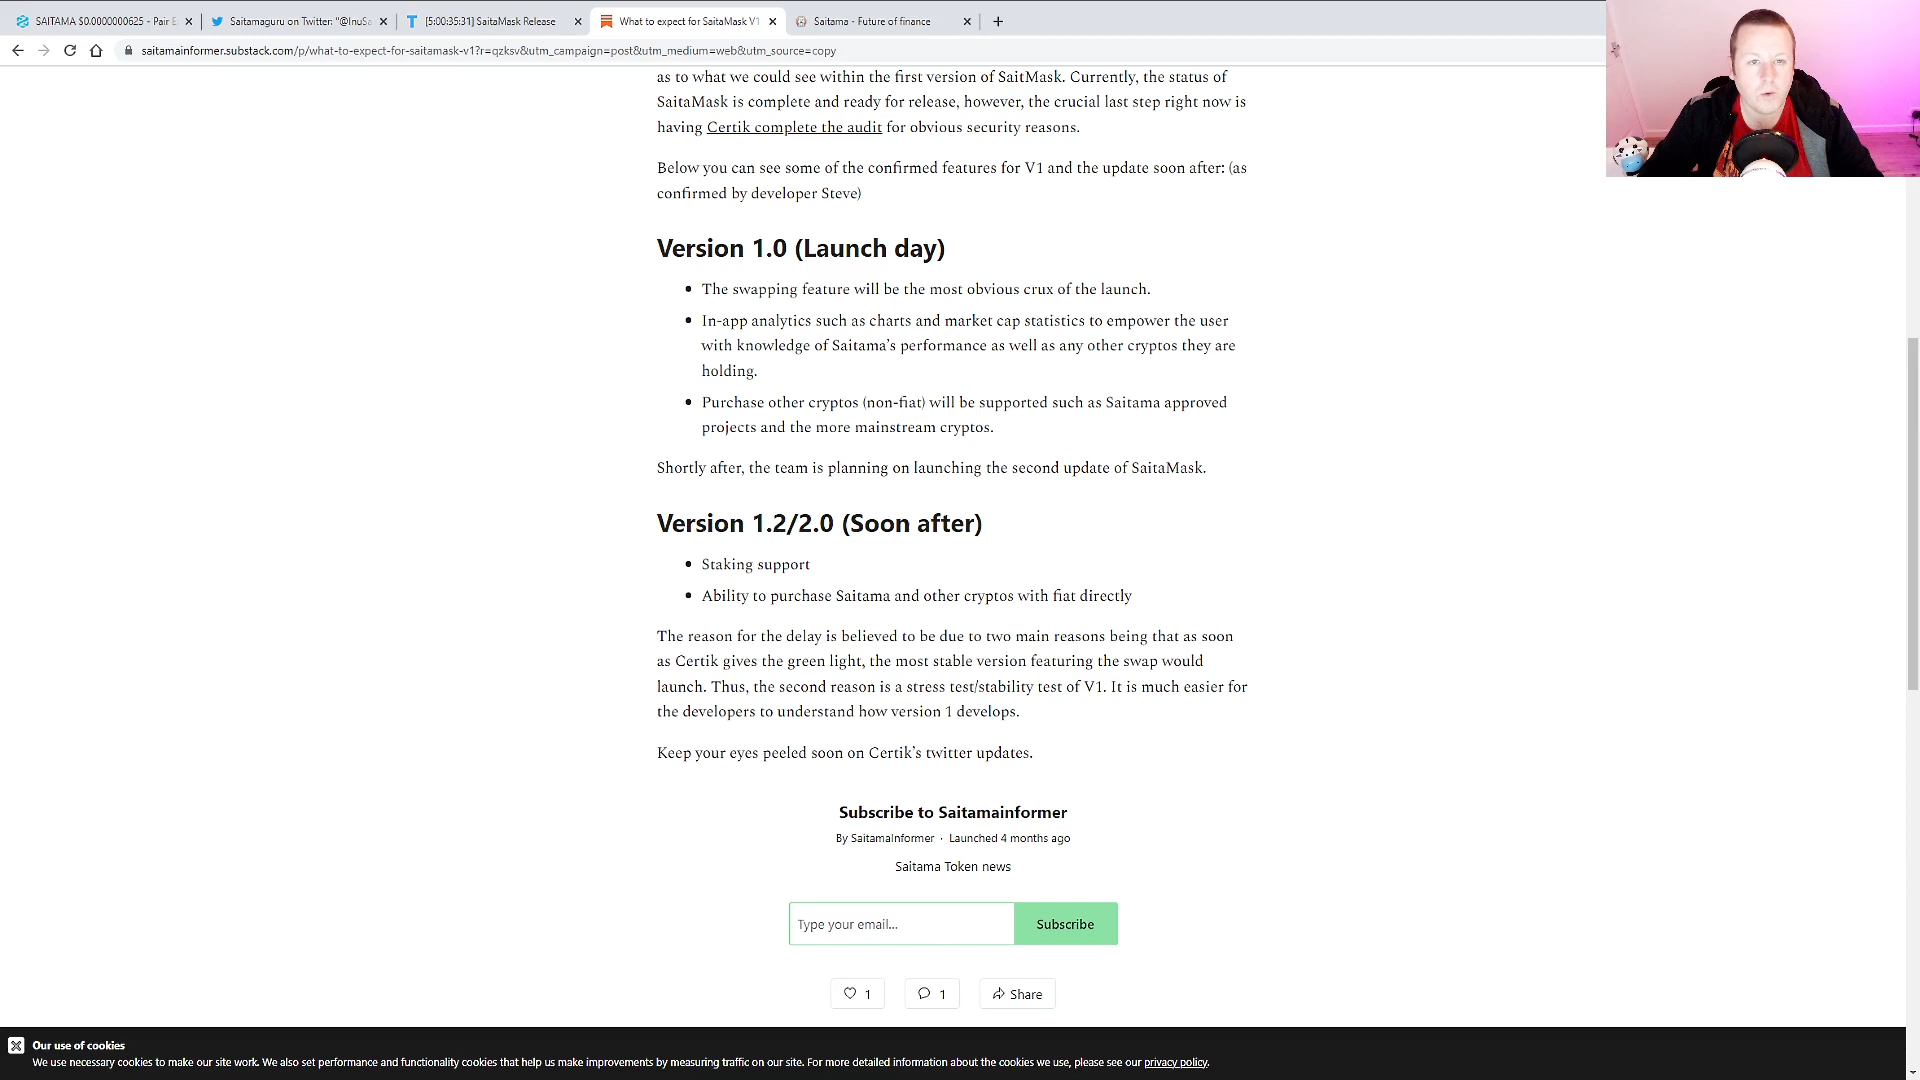 SAITAMA $0.0000000625 - Pair E
Saitamaguru on Twitter: "@InuSa
[5:00:35:31] SaitaMask Release
What to expect for SaitaMask V1
Saitama - Future of finance
saitamainformer.substack.com/p/what-to-expect-for-saitamask-v1?r=qzksv&utm_campaign=post&utm_medium=web&utm_source=copy
as to what we could see within the first version of SaitMask. Currently, the status of
SaitaMask is complete and ready for release, however, the crucial last step right now is
having Certik complete the audit for obvious security reasons.
Below you can see some of the confirmed features for V1 and the update soon after: (as
confirmed by developer Steve)
Version 1.0 (Launch day)
• The swapping feature will be the most obvious crux of the launch.
• In-app analytics such as charts and market cap statistics to empower the user
with knowledge of Saitama’s performance as well as any other cryptos they are
holding.
• Purchase other cryptos (non-fiat) will be supported such as Saitama approved
projects and the more mainstream cryptos.
Shortly after, the team is planning on launching the second update of SaitaMask.
Version 1.2/2.0 (Soon after)
• Staking support
• Ability to purchase Saitama and other cryptos with fiat directly
The reason for the delay is believed to be due to two main reasons being that as soon
as Certik gives the green light, the most stable version featuring the swap would
launch. Thus, the second reason is a stress test/stability test of V1. It is much easier for
the developers to understand how version 1 develops.
Keep your eyes peeled soon on Certik’s twitter updates.
Subscribe to Saitamainformer
By SaitamaInformer · Launched 4 months ago
Saitama Token news
Type your email...
Subscribe
1
1
Share
Our use of cookies
We use necessary cookies to make our site work. We also set performance and functionality cookies that help us make improvements by measuring traffic on our site. For more detailed information about the cookies we use, please see our privacy policy.